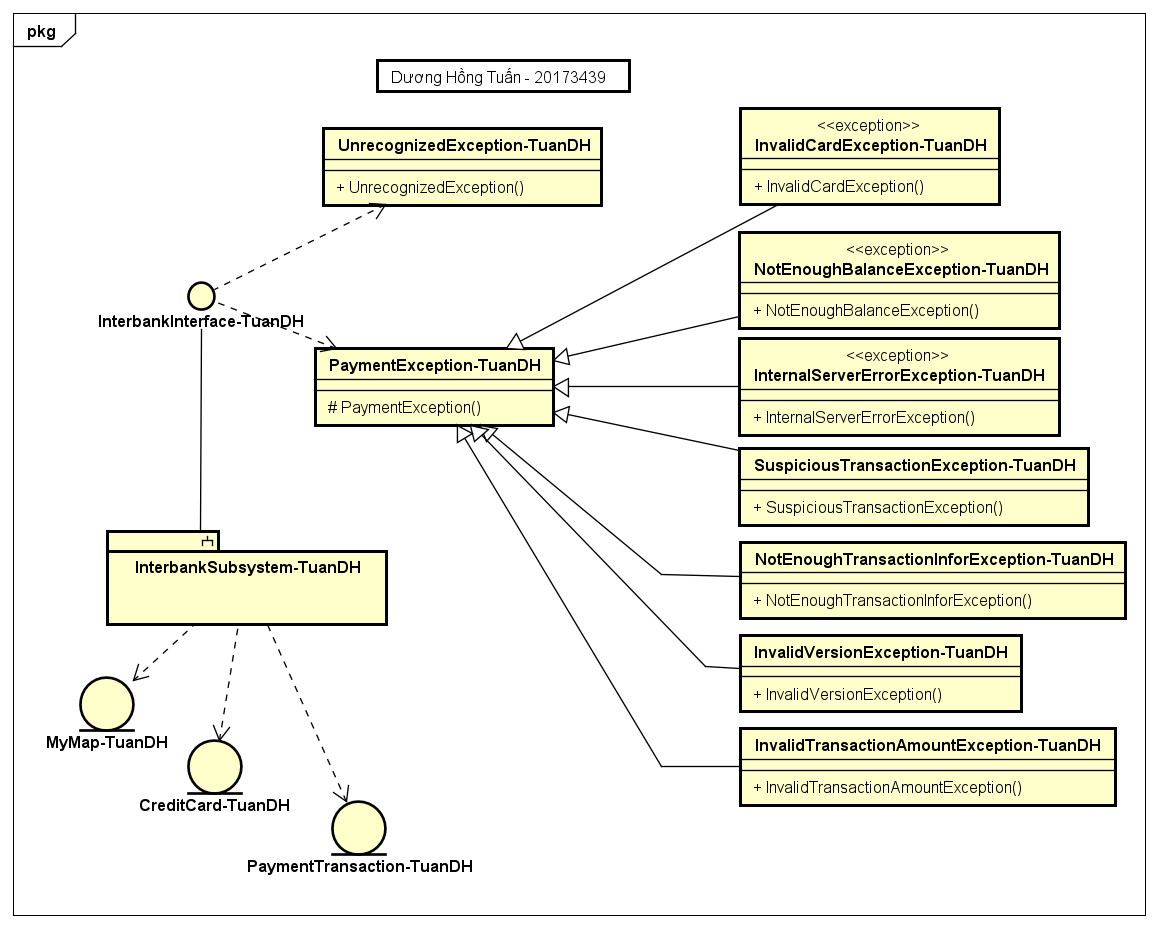 pkg
Dương Hồng Tuấn - 20173439
UnrecognizedException-TuanDH
+ UnrecognizedException()
<<exception>>
InvalidCardException-TuanDH
+ InvalidCardException()
<<exception>>
NotEnoughBalanceException-TuanDH
+ NotEnoughBalanceException()
InterbankInterface-TuanDH
PaymentException-TuanDH
# PaymentException()
<<exception>>
InternalServerErrorException-TuanDH
+ InternalServerErrorException()
SuspiciousTransactionException-TuanDH
+ SuspiciousTransactionException()
InterbankSubsystem-TuanDH
NotEnoughTransactionInforException-TuanDH
+ NotEnoughTransactionInforException()
InvalidVersionException-TuanDH
+ InvalidVersionException()
MyMap-TuanDH
CreditCard-TuanDH
PaymentTransaction-TuanDH
InvalidTransactionAmountException-TuanDH
+ InvalidTransactionAmountException()